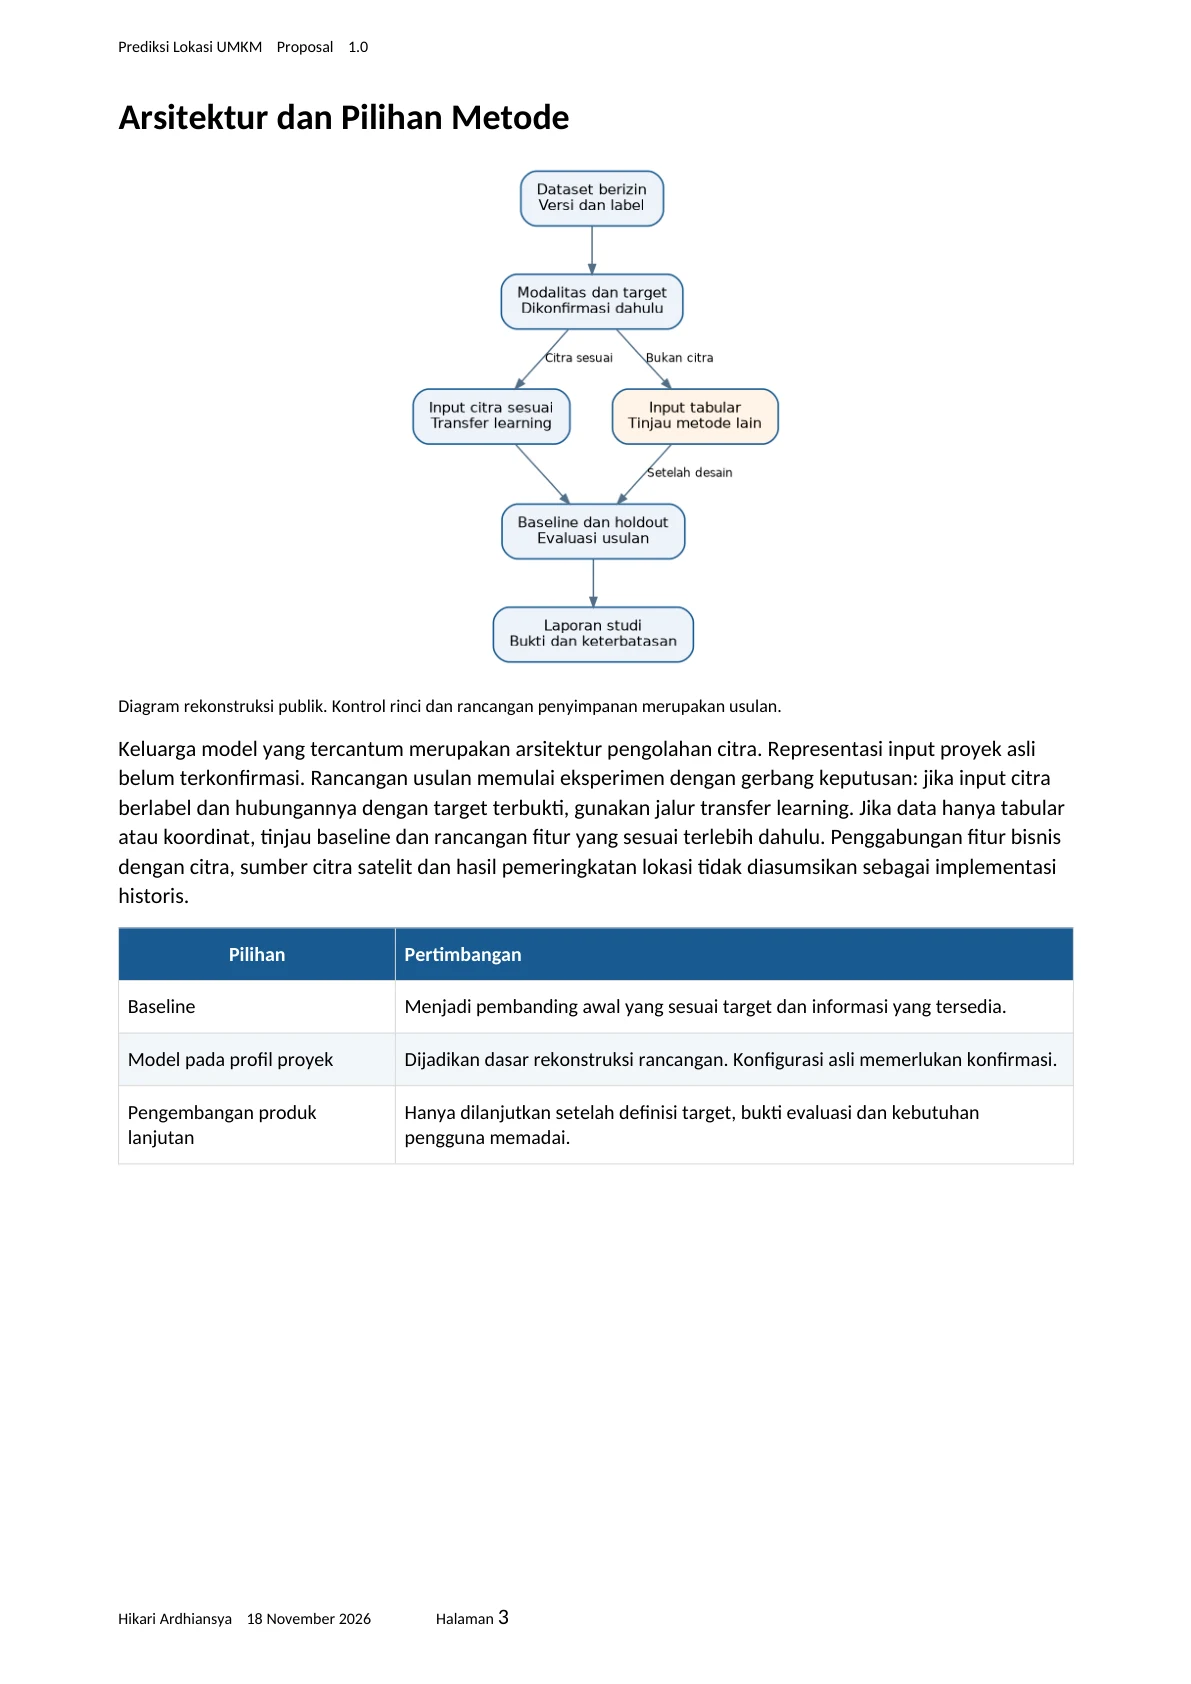 Prediksi Lokasi UMKM    Proposal    1.0
Arsitektur dan Pilihan Metode
Dataset berizin
Versi dan label
Modalitas dan target
Dikonfirmasi dahulu
Citra sesuai
Bukan citra
Input citra sesuai
Transfer learning
Input tabular
Tinjau metode lain
Setelah desain
Baseline dan holdout
Evaluasi usulan
Laporan studi
Bukti dan keterbatasan
Diagram rekonstruksi publik. Kontrol rinci dan rancangan penyimpanan merupakan usulan.
Keluarga model yang tercantum merupakan arsitektur pengolahan citra. Representasi input proyek asli
belum terkonfirmasi. Rancangan usulan memulai eksperimen dengan gerbang keputusan: jika input citra
berlabel dan hubungannya dengan target terbukti, gunakan jalur transfer learning. Jika data hanya tabular
atau koordinat, tinjau baseline dan rancangan fitur yang sesuai terlebih dahulu. Penggabungan fitur bisnis
dengan citra, sumber citra satelit dan hasil pemeringkatan lokasi tidak diasumsikan sebagai implementasi
historis.
Pilihan    Pertimbangan
Baseline    Menjadi pembanding awal yang sesuai target dan informasi yang tersedia.
Model pada profil proyek    Dijadikan dasar rekonstruksi rancangan. Konfigurasi asli memerlukan konfirmasi.
Pengembangan produk
lanjutan
Hanya dilanjutkan setelah definisi target, bukti evaluasi dan kebutuhan
pengguna memadai.
Hikari Ardhiansya    18 November 2026    Halaman 3